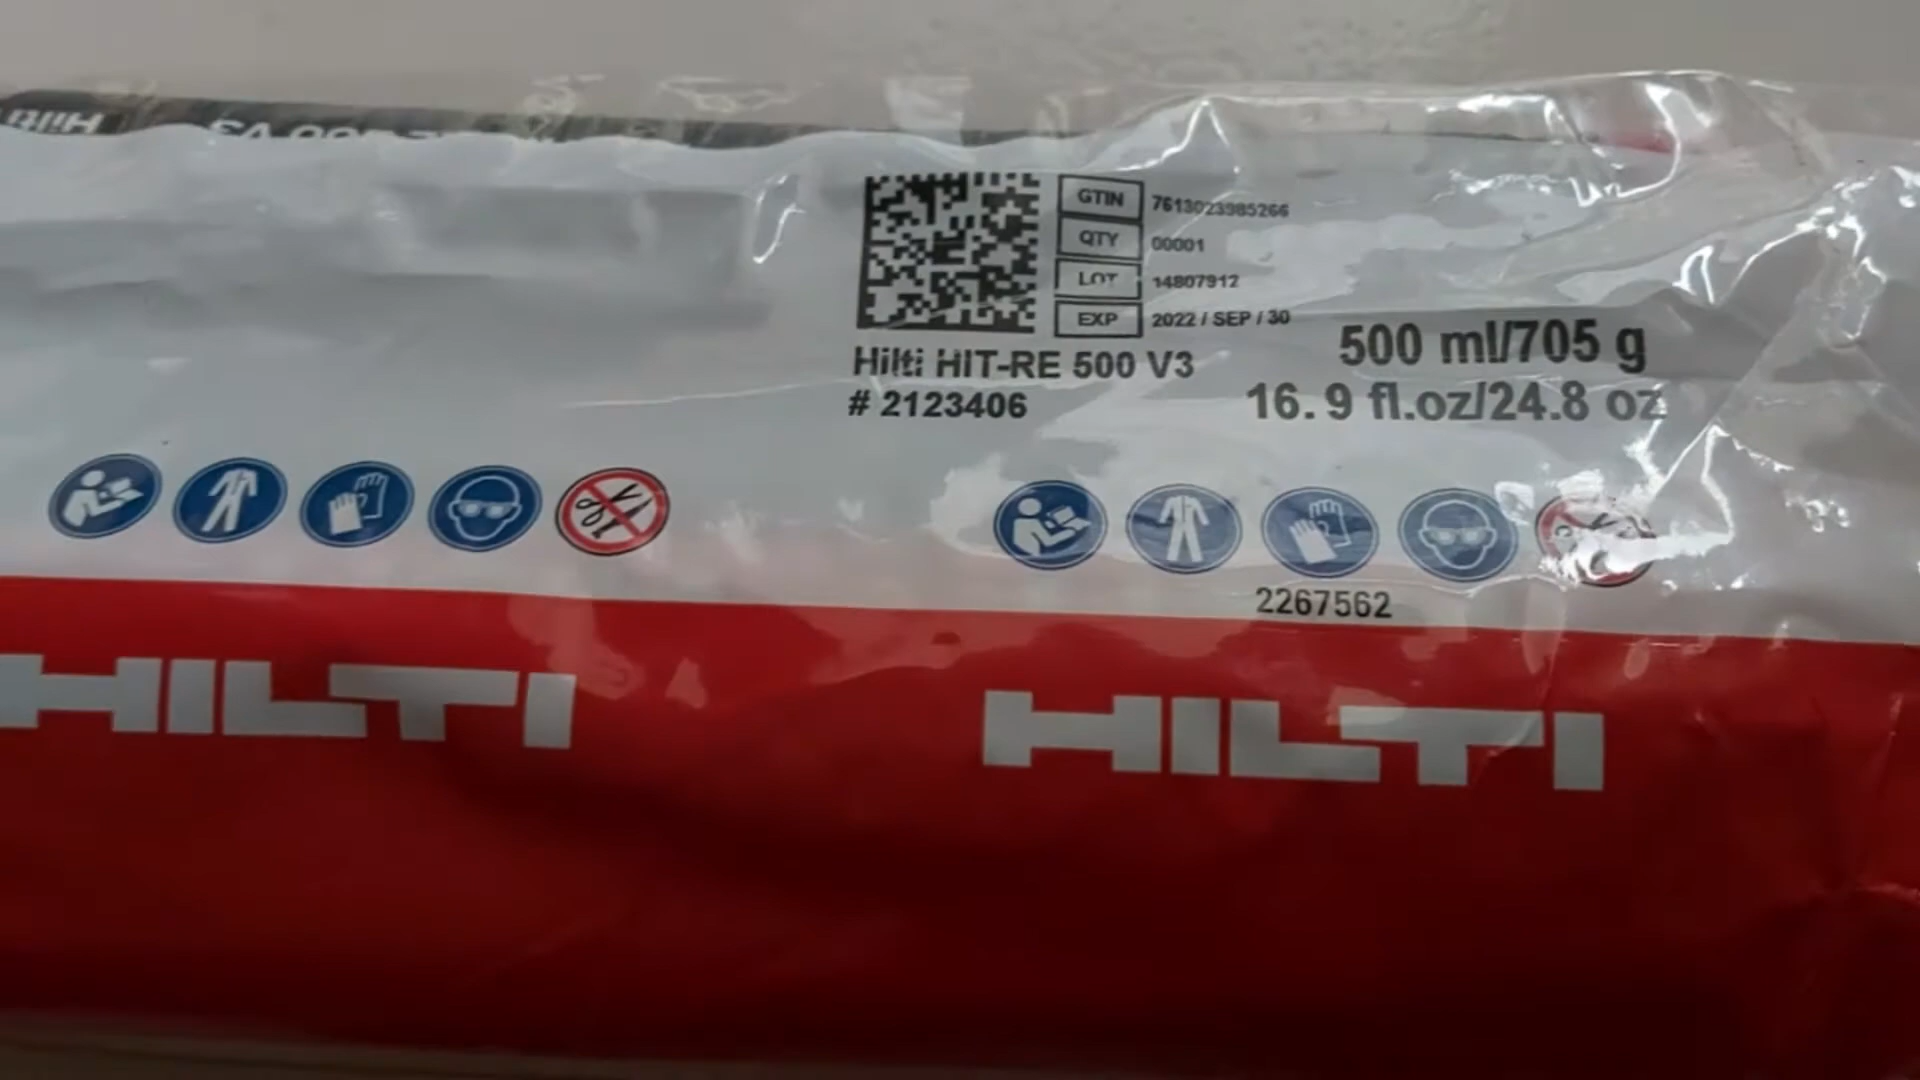 Hilti
GTIN 7613023985266
QTY 00001
LOT 14807912
EXP 2022 / SEP / 30
Hilti HIT-RE 500 V3
# 2123406
500 ml/705 g
16.9 fl.oz/24.8 oz
2267562
HILTI HILTI